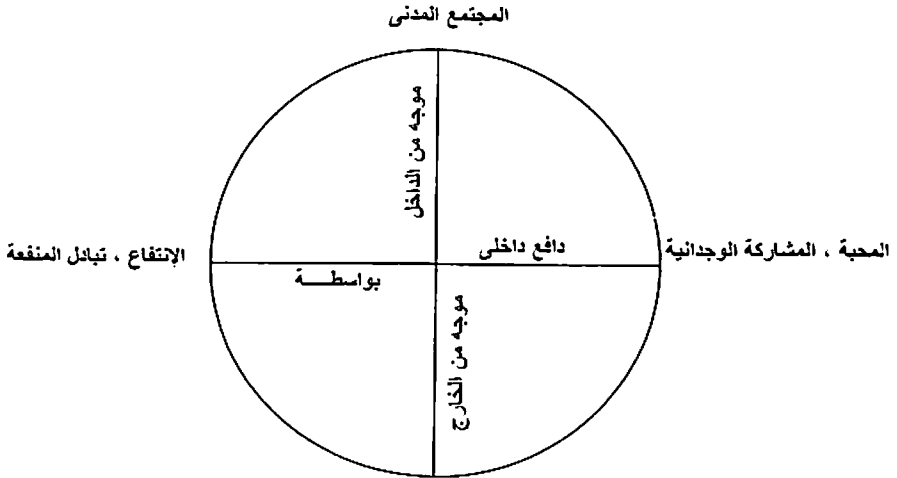 المجتمع المدنى
موجه من الداخل
المحبة ، المشاركة الوجدانية
دافع داخلى
الإنتفاع ، تبادل المنفعة
بواسطـــة
موجه من الخارج